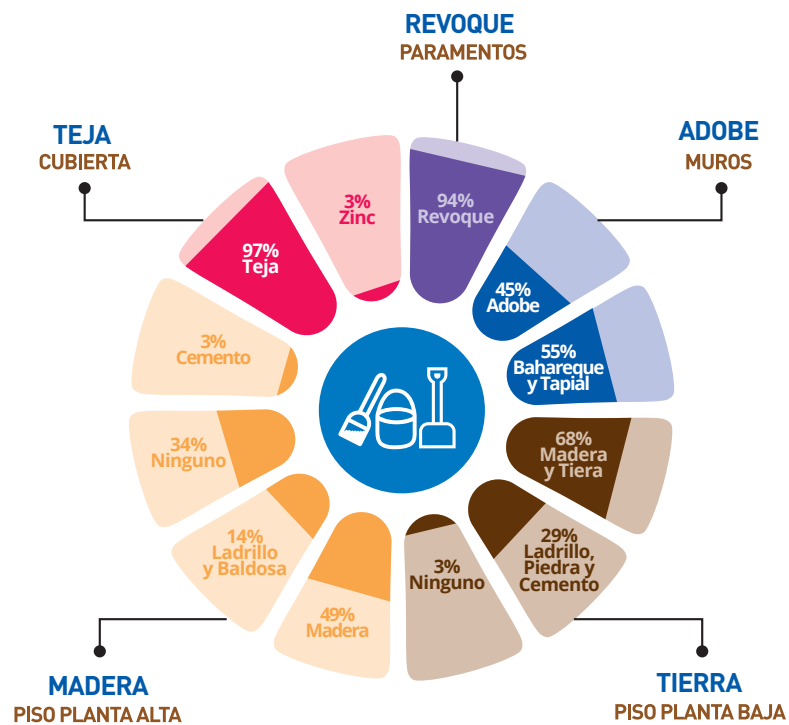 REVOQUE
PARAMENTOS
TEJA
CUBIERTA
ADOBE
MUROS
3%
Zinc
94%
Revoque
97%
Teja
45%
Adobe
3%
Cemento
55%
Bahareque
y Tapial
34%
Ninguno
68%
Madera
y Tiera
14%
Ladrillo
y Baldosa
49%
Madera
3%
Ninguno
29%
Ladrillo,
Piedra y
Cemento
MADERA
PISO PLANTA ALTA
TIERRA
PISO PLANTA BAJA